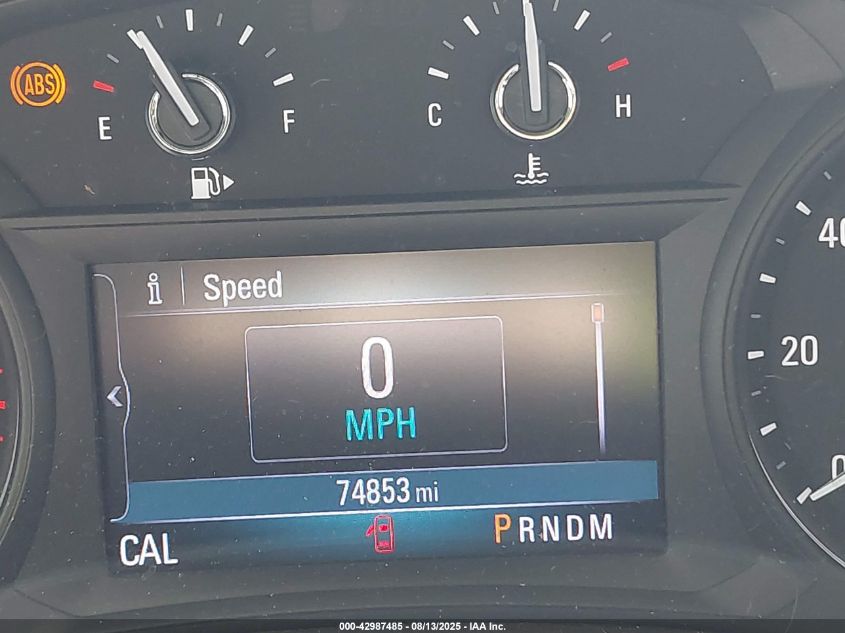 ABS
E
F
C
H
i
Speed
40
20
0
0
MPH
74853 mi
CAL
PRNDM
000-42987485 - 08/13/2025 - IAA Inc.